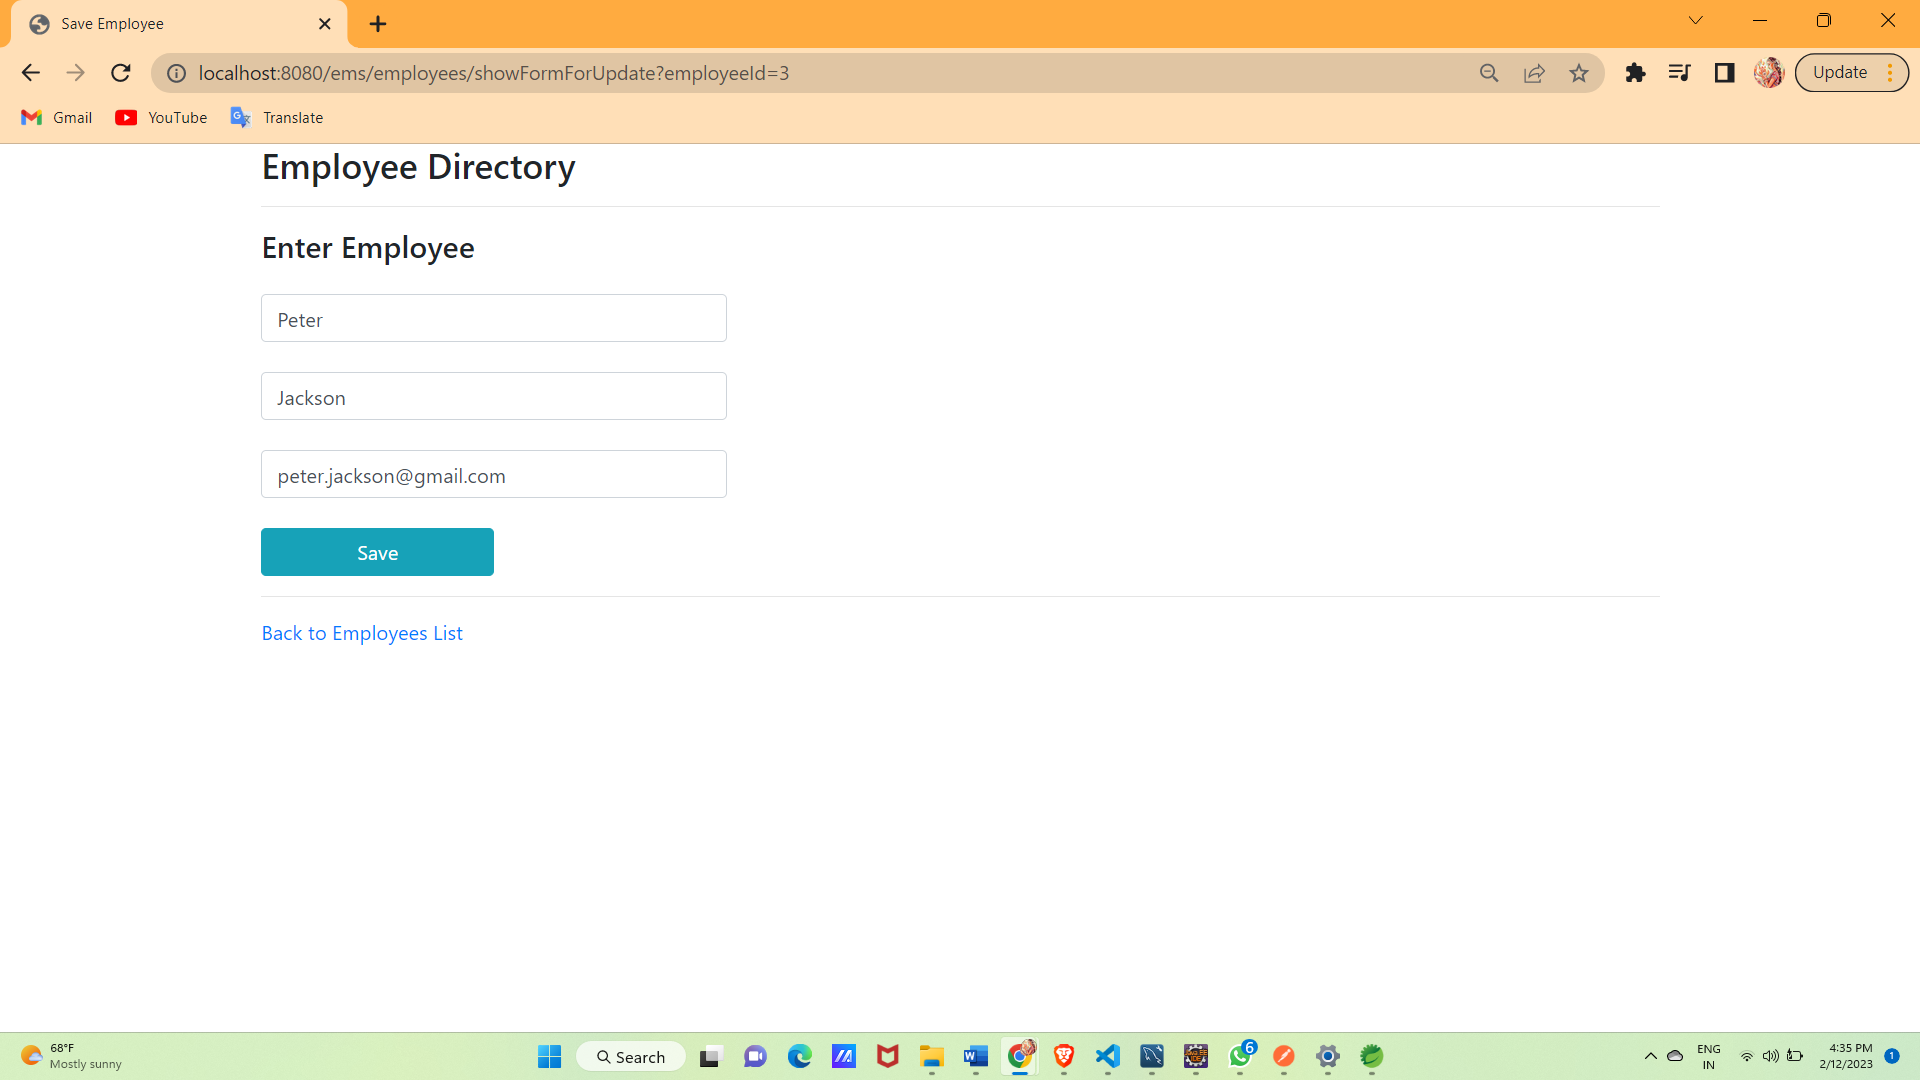 Save Employee
localhost:8080/ems/employees/showFormForUpdate?employeeId=3
Update
Gmail YouTube Translate
Employee Directory
Enter Employee
Peter
Jackson
peter.jackson@gmail.com
Save
Back to Employees List
68°F
Mostly sunny
Search
6
ENG
IN
4:35 PM
2/12/2023
1